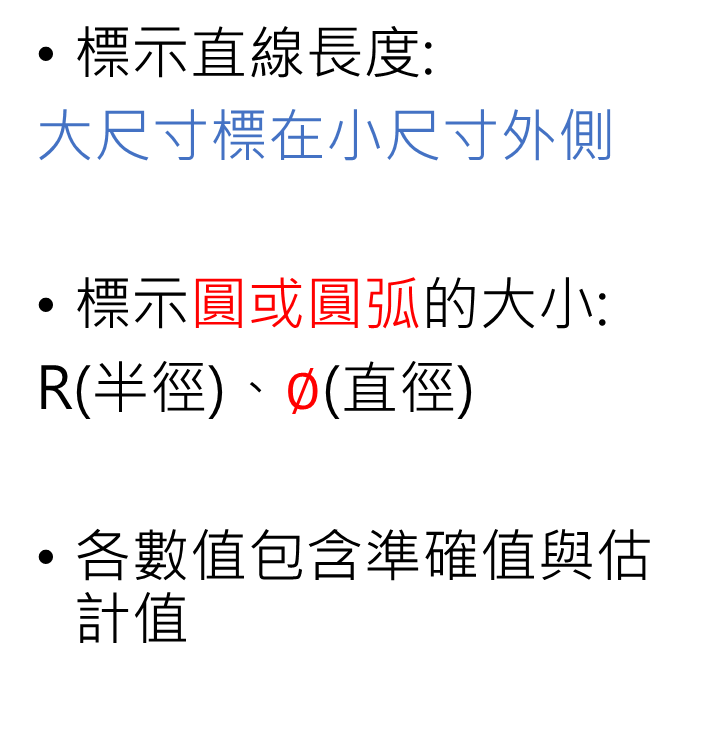 • 標示直線長度:
大尺寸標在小尺寸外側
• 標示圓或圓弧的大小:
R(半徑)、Ø(直徑)
• 各數值包含準確值與估
計值